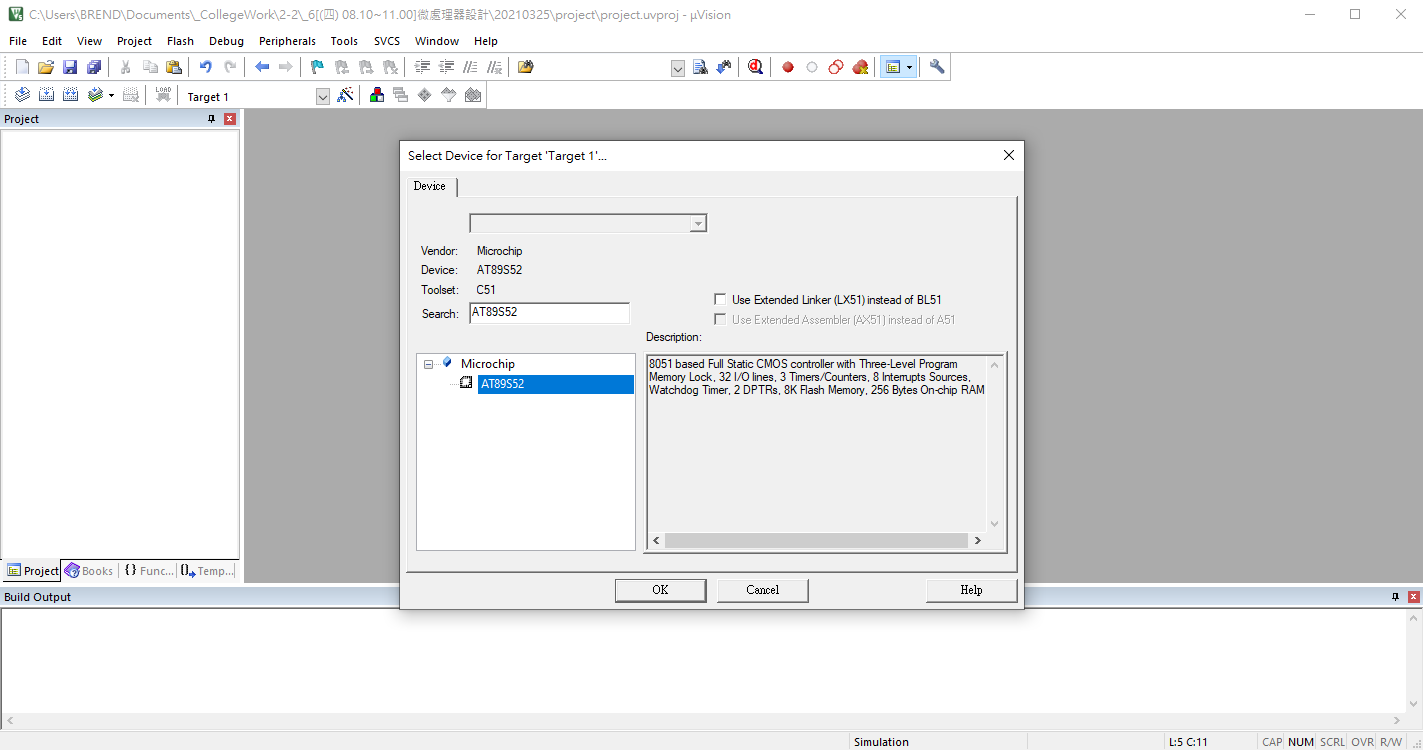 C:\Users\BREND\Documents\_CollegeWork\2-2\_6[(四) 08.10~11.00]微處理器設計\20210325\project\project.uvproj - µVision
File Edit View Project Flash Debug Peripherals Tools SVCS Window Help
LOAD Target 1
Project
Select Device for Target 'Target 1'...
Device
Vendor: Microchip
Device: AT89S52
Toolset: C51
Search: AT89S52
Use Extended Linker (LX51) instead of BL51
Use Extended Assembler (AX51) instead of A51
Description:
Microchip
AT89S52
8051 based Full Static CMOS controller with Three-Level Program
Memory Lock, 32 I/O lines, 3 Timers/Counters, 8 Interrupts Sources,
Watchdog Timer, 2 DPTRs, 8K Flash Memory, 256 Bytes On-chip RAM
OK Cancel Help
Project Books {} Func... Temp...
Build Output
Simulation L:5 C:11 CAP NUM SCRL OVR R/W